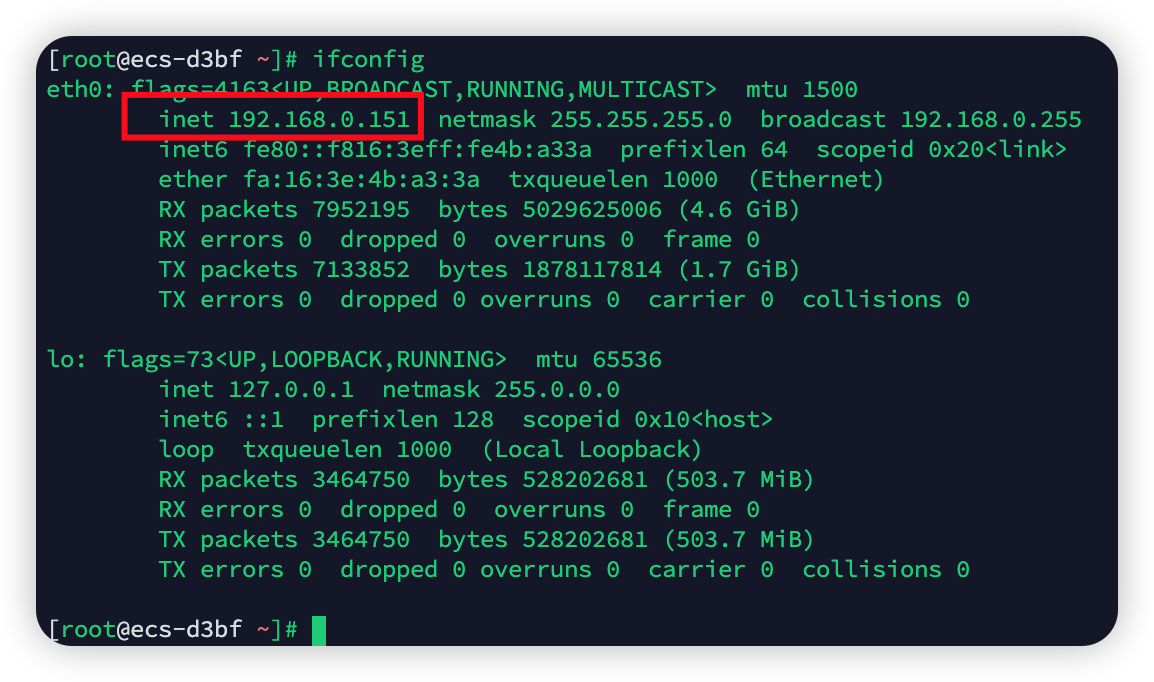 [root@ecs-d3bf ~]# ifconfig
eth0: flags=4163<UP,BROADCAST,RUNNING,MULTICAST>  mtu 1500
        inet 192.168.0.151  netmask 255.255.255.0  broadcast 192.168.0.255
        inet6 fe80::f816:3eff:fe4b:a33a  prefixlen 64  scopeid 0x20<link>
        ether fa:16:3e:4b:a3:3a  txqueuelen 1000  (Ethernet)
        RX packets 7952195  bytes 5029625006 (4.6 GiB)
        RX errors 0  dropped 0  overruns 0  frame 0
        TX packets 7133852  bytes 1878117814 (1.7 GiB)
        TX errors 0  dropped 0 overruns 0  carrier 0  collisions 0

lo: flags=73<UP,LOOPBACK,RUNNING>  mtu 65536
        inet 127.0.0.1  netmask 255.0.0.0
        inet6 ::1  prefixlen 128  scopeid 0x10<host>
        loop  txqueuelen 1000  (Local Loopback)
        RX packets 3464750  bytes 528202681 (503.7 MiB)
        RX errors 0  dropped 0  overruns 0  frame 0
        TX packets 3464750  bytes 528202681 (503.7 MiB)
        TX errors 0  dropped 0 overruns 0  carrier 0  collisions 0

[root@ecs-d3bf ~]#